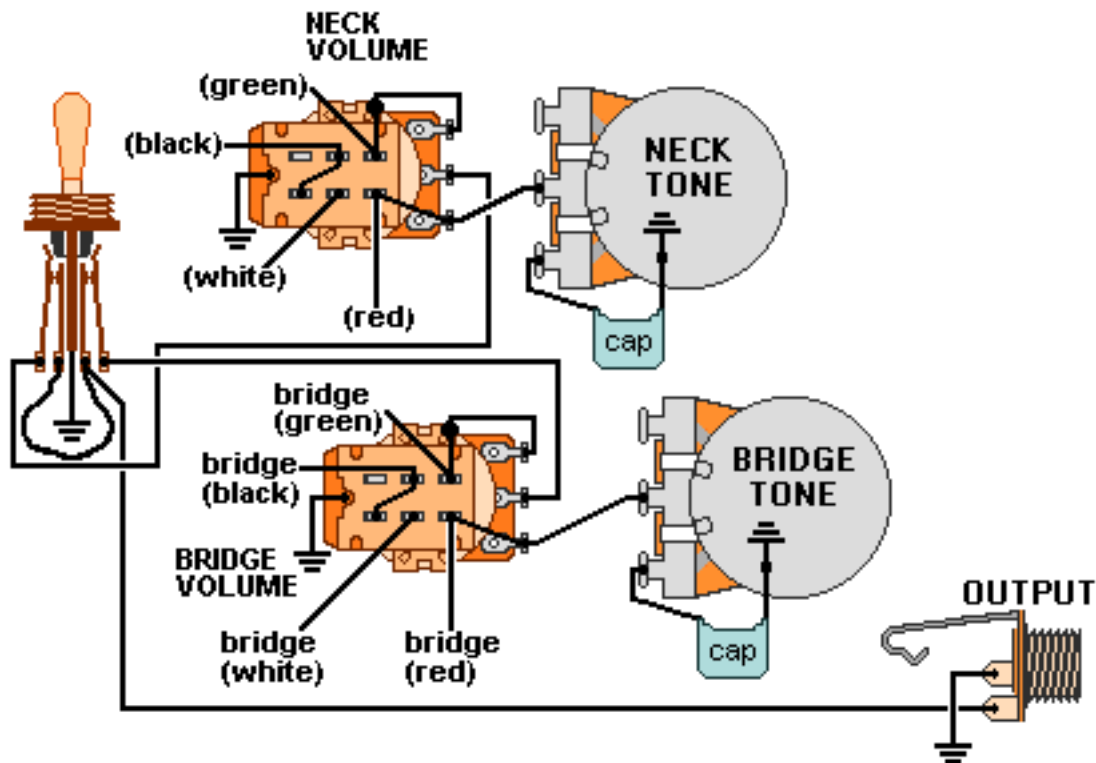 NECK
VOLUME
(green)
(black)
(white)
(red)
NECK
TONE
cap
bridge
(green)
bridge
(black)
BRIDGE
VOLUME
bridge
(white)
bridge
(red)
BRIDGE
TONE
cap
OUTPUT